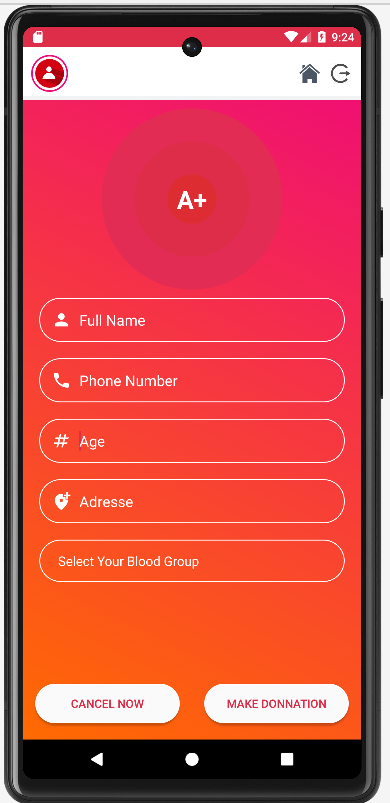 9:24
A+
Full Name
Phone Number
# Age
Adresse
Select Your Blood Group
CANCEL NOW
MAKE DONNATION